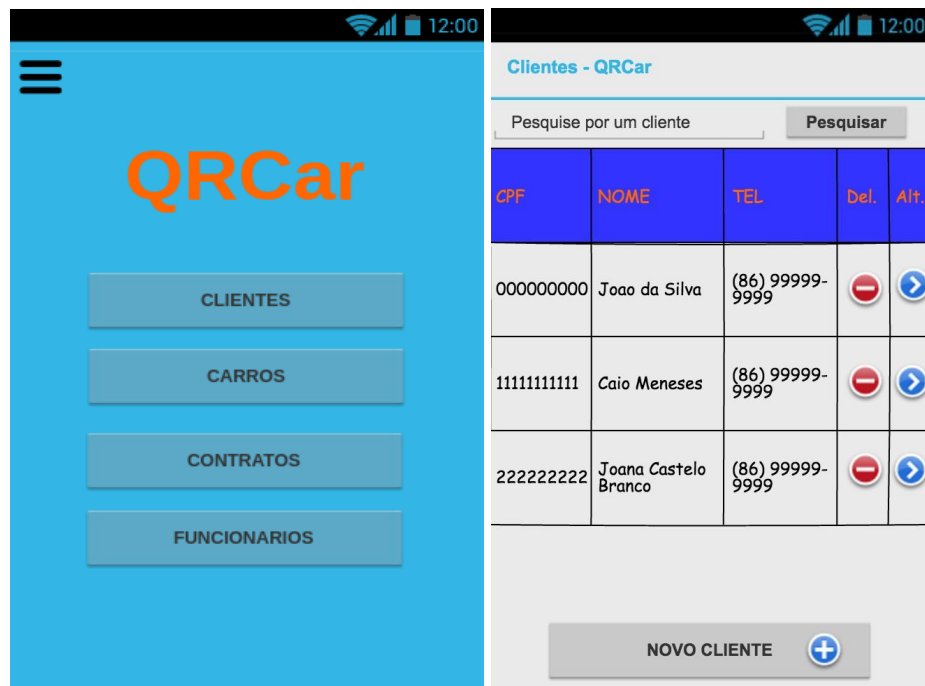 12:00
QRCar
CLIENTES
CARROS
CONTRATOS
FUNCIONARIOS
12:00
Clientes - QRCar
Pesquise por um cliente Pesquisar
CPF NOME TEL Del. Alt.
000000000 Joao da Silva (86) 99999-
9999
11111111111 Caio Meneses (86) 99999-
9999
222222222 Joana Castelo (86) 99999-
Branco 9999
NOVO CLIENTE